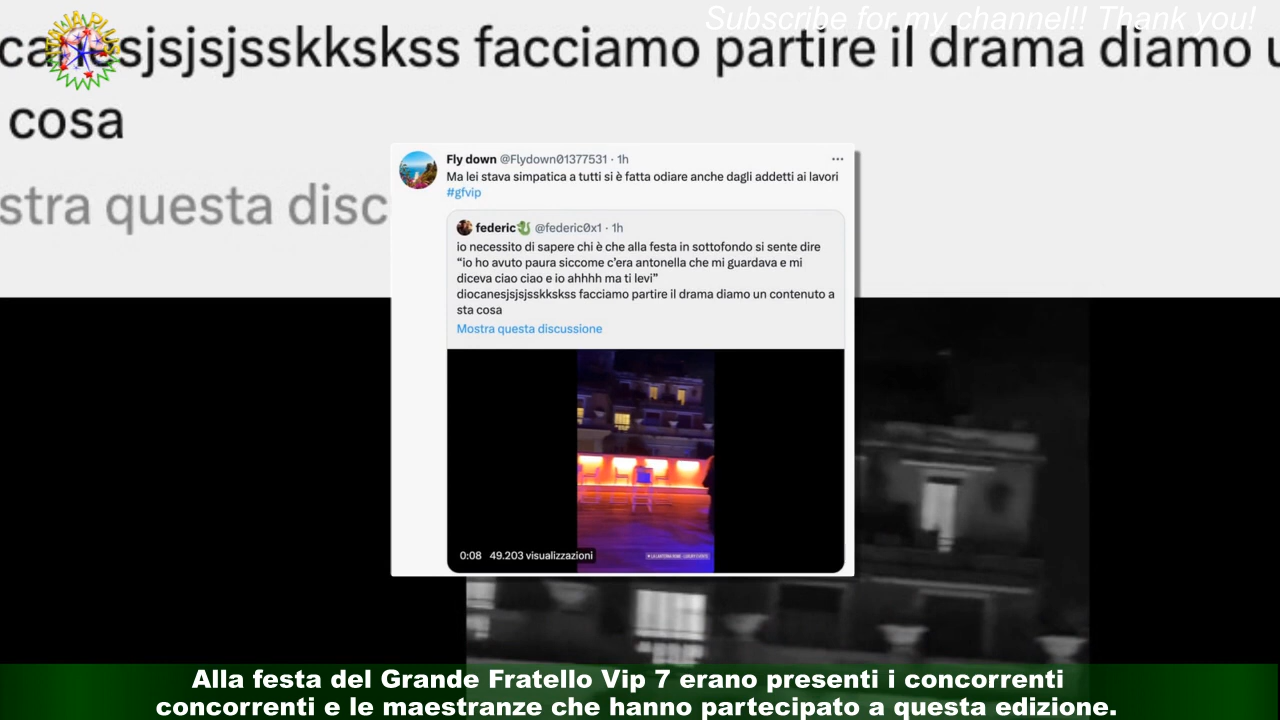 Subscribe for my channel!! Thank you!
sjsjsjsskkskss facciamo partire il drama diamo
cosa
stra questa disc
Fly down @Flydown01377531 · 1h
Ma lei stava simpatica a tutti si è fatta odiare anche dagli addetti ai lavori
#gfvip
federic @federic0x1 · 1h
io necessito di sapere chi è che alla festa in sottofondo si sente dire
“io ho avuto paura siccome c’era antonella che mi guardava e mi
diceva ciao ciao e io ahhhh ma ti levi”
diocanesjsjsjsskkskss facciamo partire il drama diamo un contenuto a
sta cosa
Mostra questa discussione
0:08 49.203 visualizzazioni
Alla festa del Grande Fratello Vip 7 erano presenti i concorrenti
concorrenti e le maestranze che hanno partecipato a questa edizione.